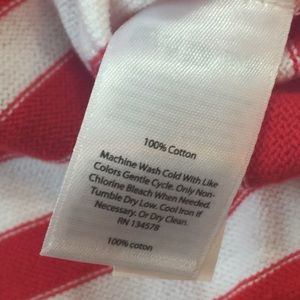 100% Cotton
Machine Wash Cold With Like
Colors Gentle Cycle. Only Non-
Chlorine Bleach When Needed.
Tumble Dry Low. Cool Iron if
Necessary. Or Dry Clean.
RN 134578
100% cotton